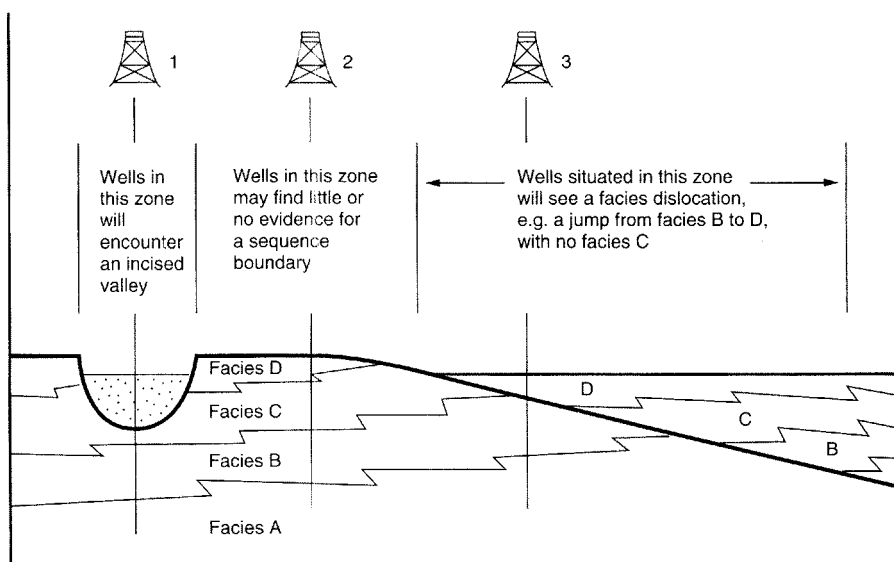 1
2
3
Wells in
this zone
will
encounter
an incised
valley
Wells in this zone
may find little or
no evidence for
a sequence
boundary
Wells situated in this zone
will see a facies dislocation,
e.g. a jump from facies B to D,
with no facies C
Facies D
Facies C
Facies B
Facies A
D
C
B